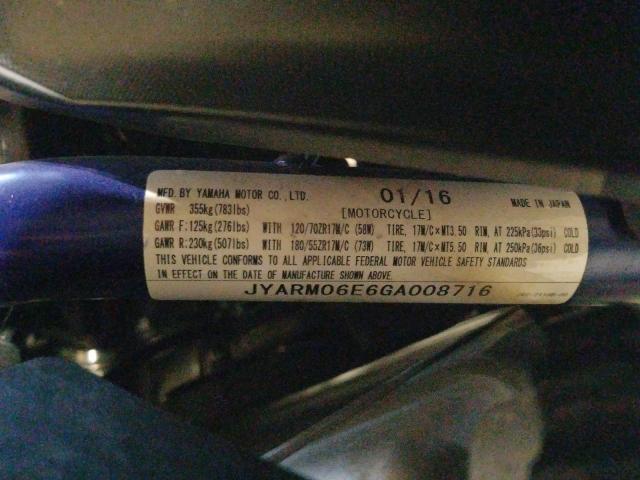 MFD. BY YAMAHA MOTOR CO., LTD. 01/16 MADE IN JAPAN
GVWR 355kg(783lbs) [MOTORCYCLE]
GAWR F:125kg(276lbs) WITH 120/70ZR17M/C (58W) TIRE, 17M/C×MT3.50 RIM, AT 225kPa(33psi) COLD
GAWR R:230kg(507lbs) WITH 180/55ZR17M/C (73W) TIRE, 17M/C×MT5.50 RIM, AT 250kPa(36psi) COLD
THIS VEHICLE CONFORMS TO ALL APPLICABLE FEDERAL MOTOR VEHICLE SAFETY STANDARDS
IN EFFECT ON THE DATE OF MANUFACTURE SHOWN ABOVE.
JYARM06E6GA008716